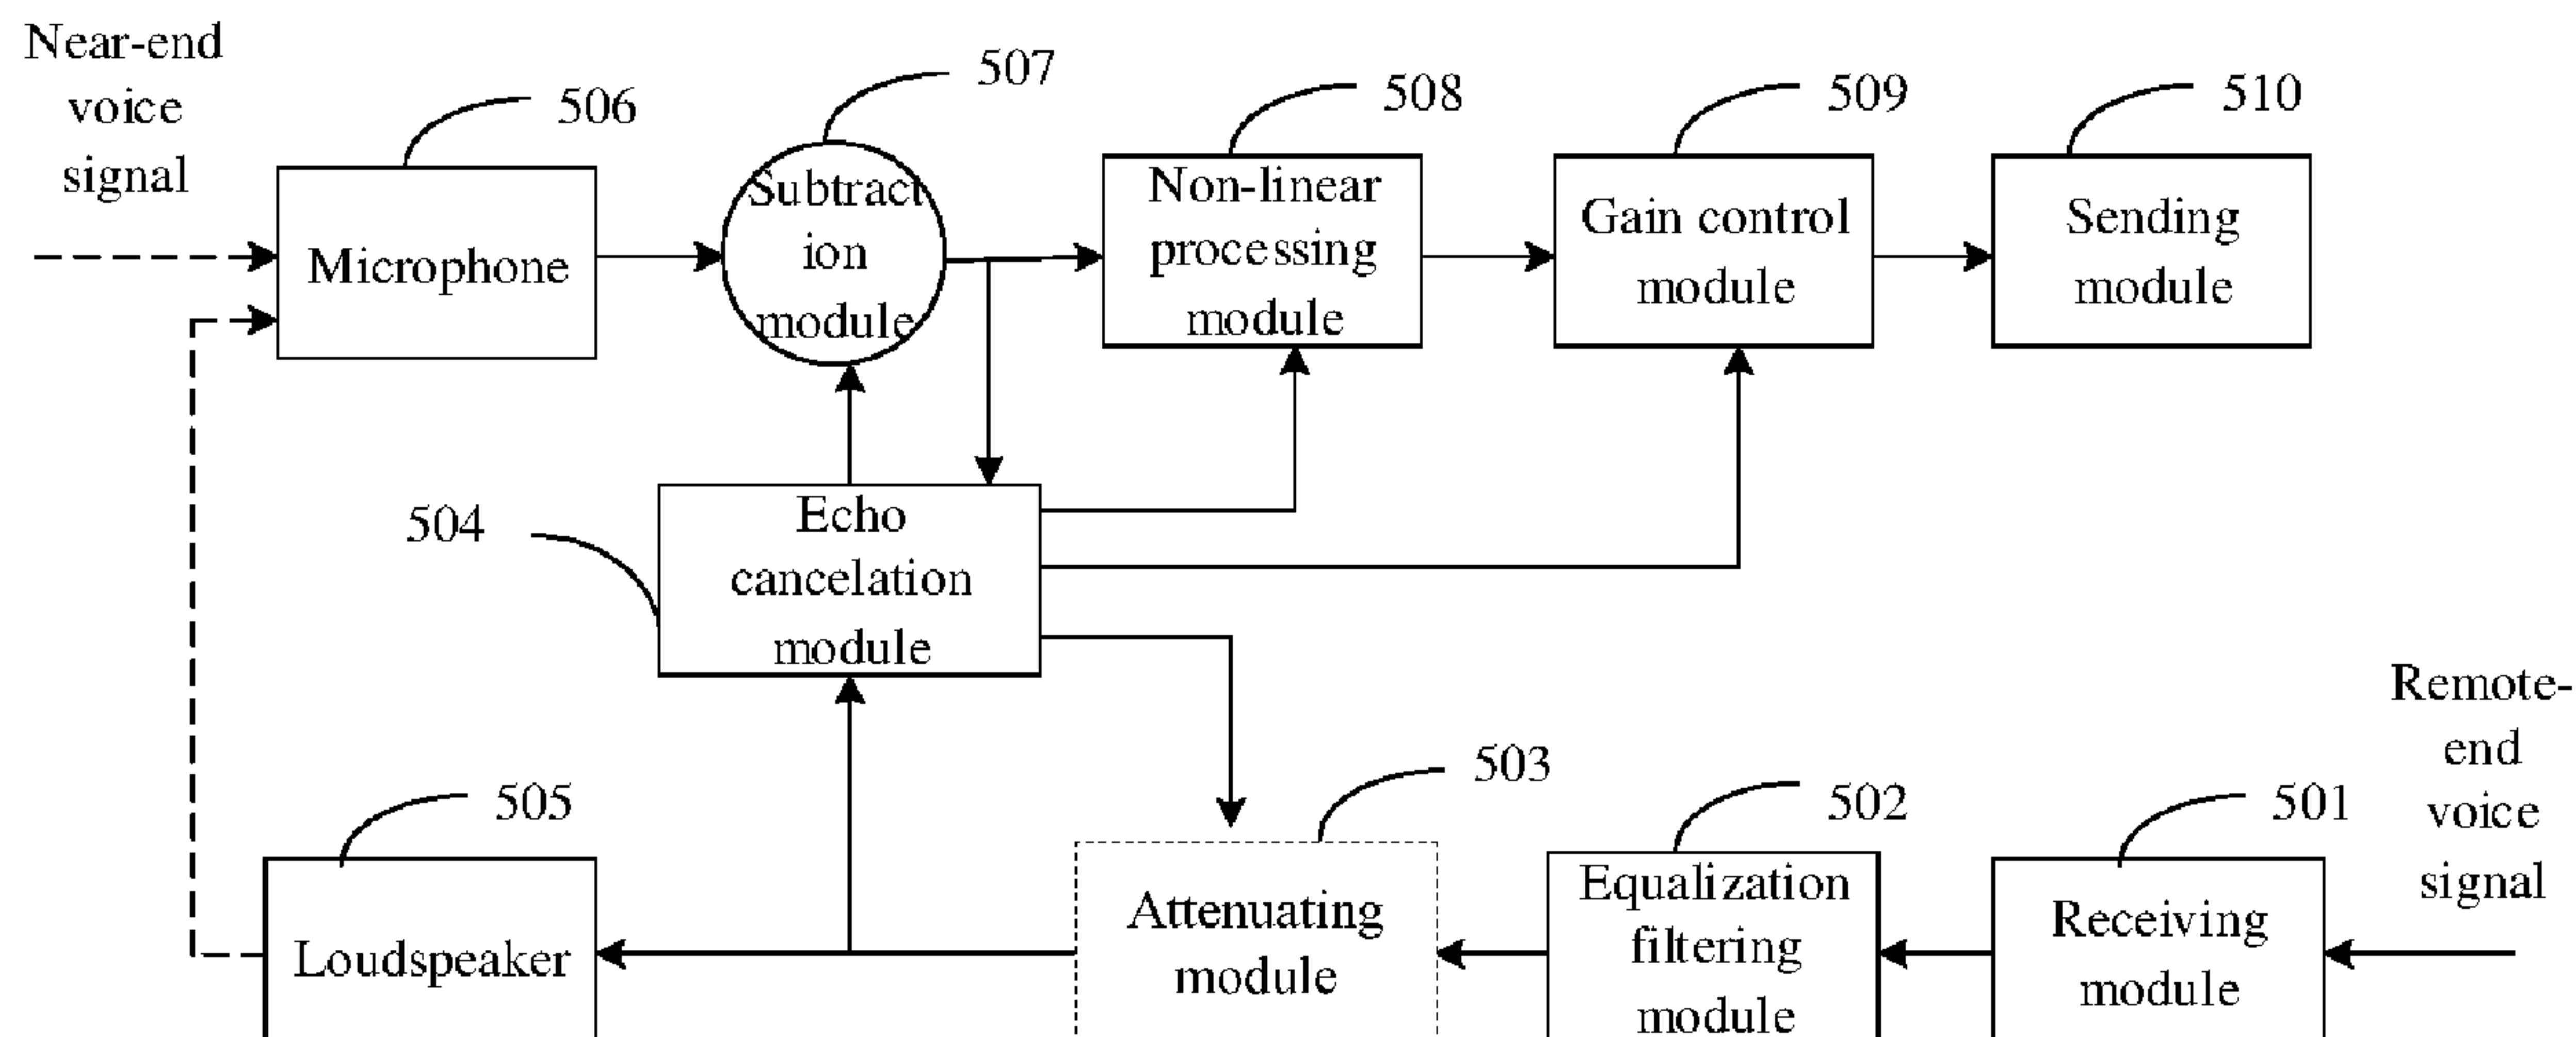 Near-end
voice
signal
506
507
508
509
510
Microphone
Subtract
ion
module
Non-linear
processing
module
Gain control
module
Sending
module
504
Echo
cancelation
module
Remote-
end
voice
signal
505
503
502
501
Loudspeaker
Attenuating
module
Equalization
filtering
module
Receiving
module